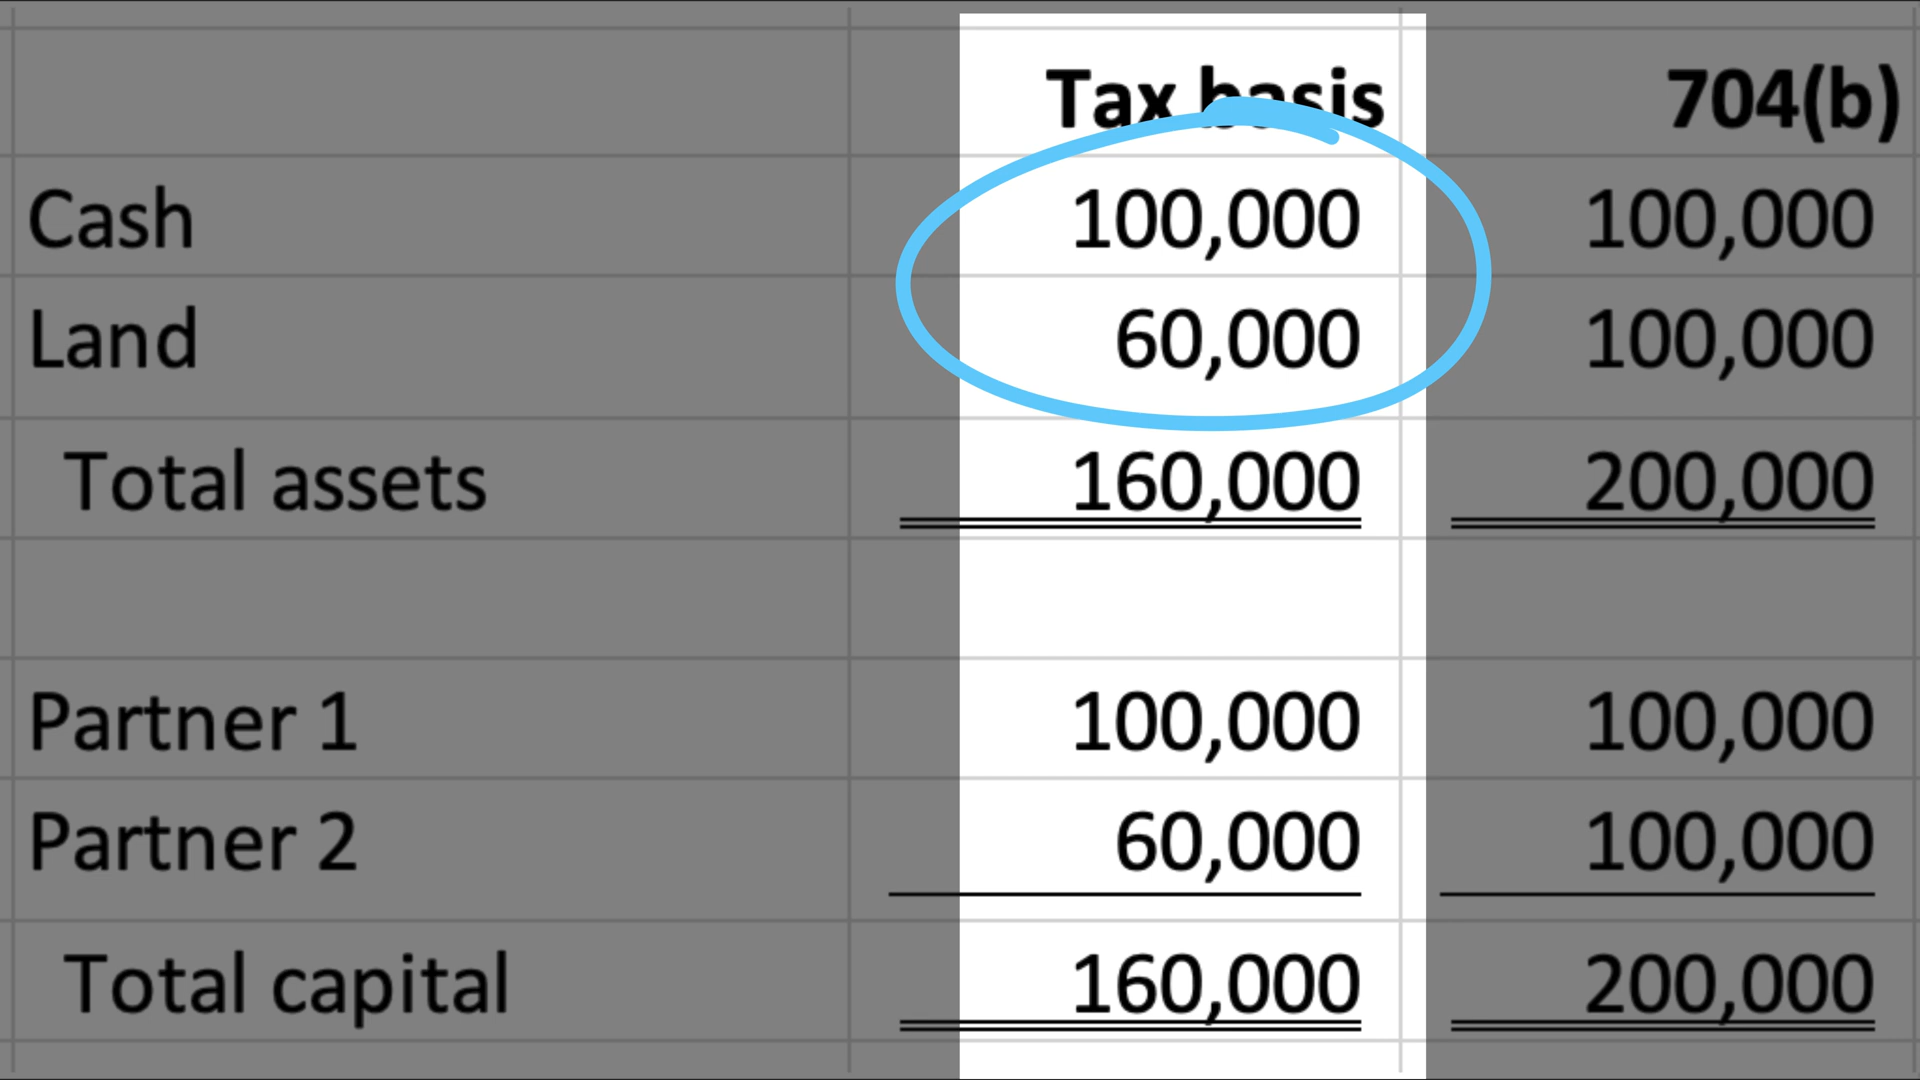 Tax basis 704(b)
Cash 100,000 100,000
Land 60,000 100,000
Total assets 160,000 200,000
Partner 1 100,000 100,000
Partner 2 60,000 100,000
Total capital 160,000 200,000